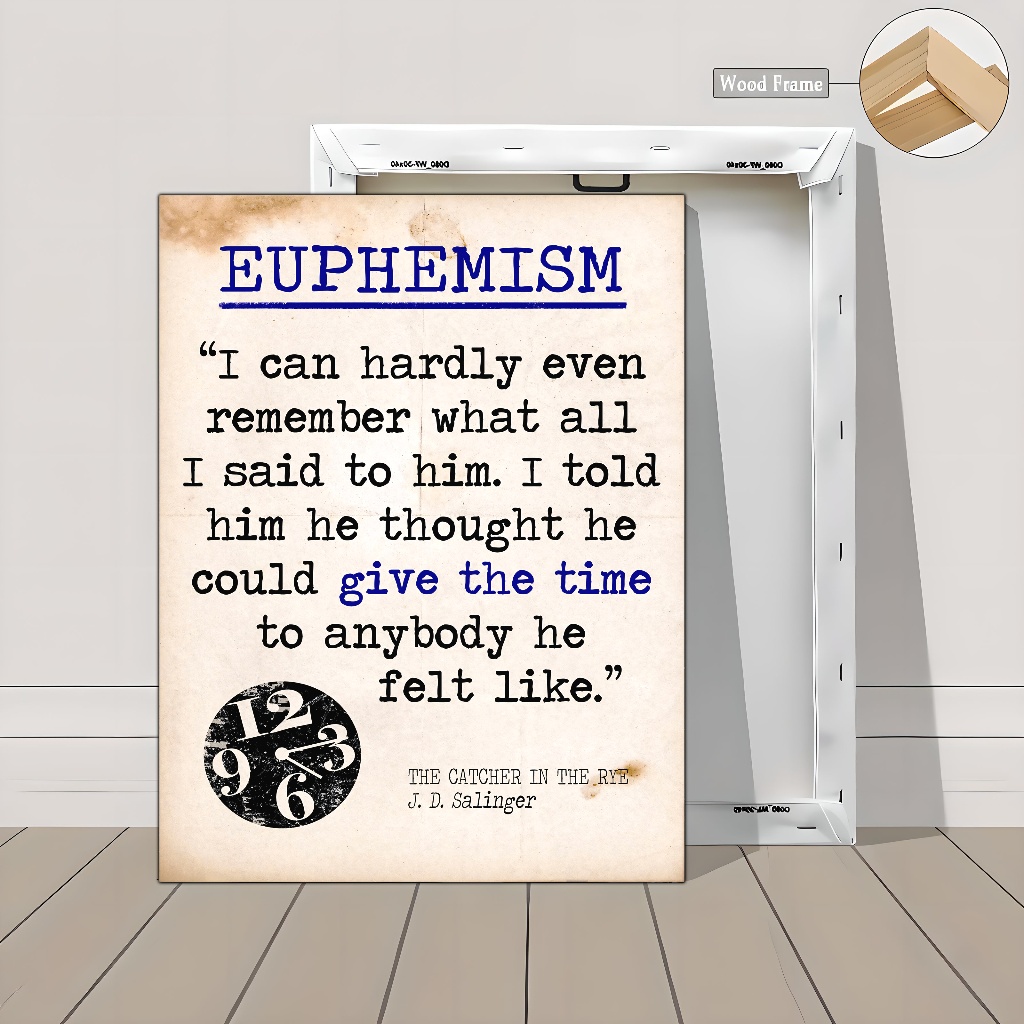 Wood Frame
EUPHEMISM
“I can hardly even
remember what all
I said to him. I told
him he thought he
could give the time
to anybody he
felt like.”
12
3
9
6
THE CATCHER IN THE RYE
J. D. Salinger